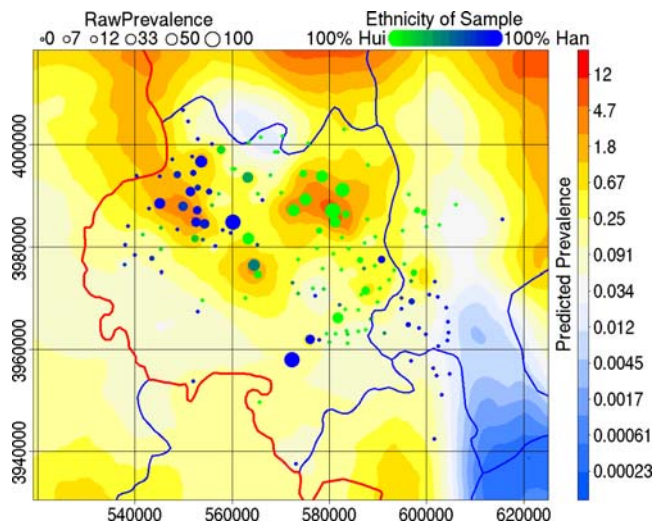 RawPrevalence
0 7 12 33 50 100
Ethnicity of Sample
100% Hui 100% Han
4000000
3980000
3960000
3940000
540000 560000 580000 600000 620000
12
4.7
1.8
0.67
0.25
0.091
0.034
0.012
0.0045
0.0017
0.00061
0.00023
Predicted Prevalence